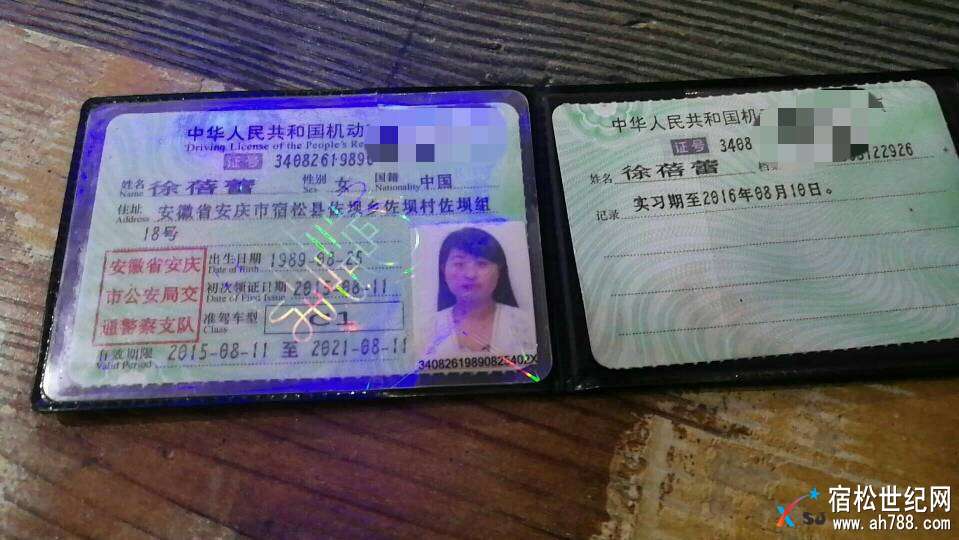 中华人民共和国机动
Driving License of the People's Re
证号 34082619890
姓名 徐蓓蕾 性别 女 国籍 中国
Name Sex Nationality
住址 安徽省安庆市宿松县佐坝乡佐坝村佐坝组
Address 18号
安徽省安庆
市公安局交
通警察支队
出生日期 1989-08-25
Date of Birth
初次领证日期 2015-08-11
Date of First Issue
准驾车型 C1
Class
有效期限 2015-08-11 至 2021-08-11
Valid Period
34082619890825402X
中华人民共和国机
证号 3408
姓名 徐蓓蕾 122926
Name
记录 实习期至2016年08月10日。
宿松世纪网
www.ah788.com